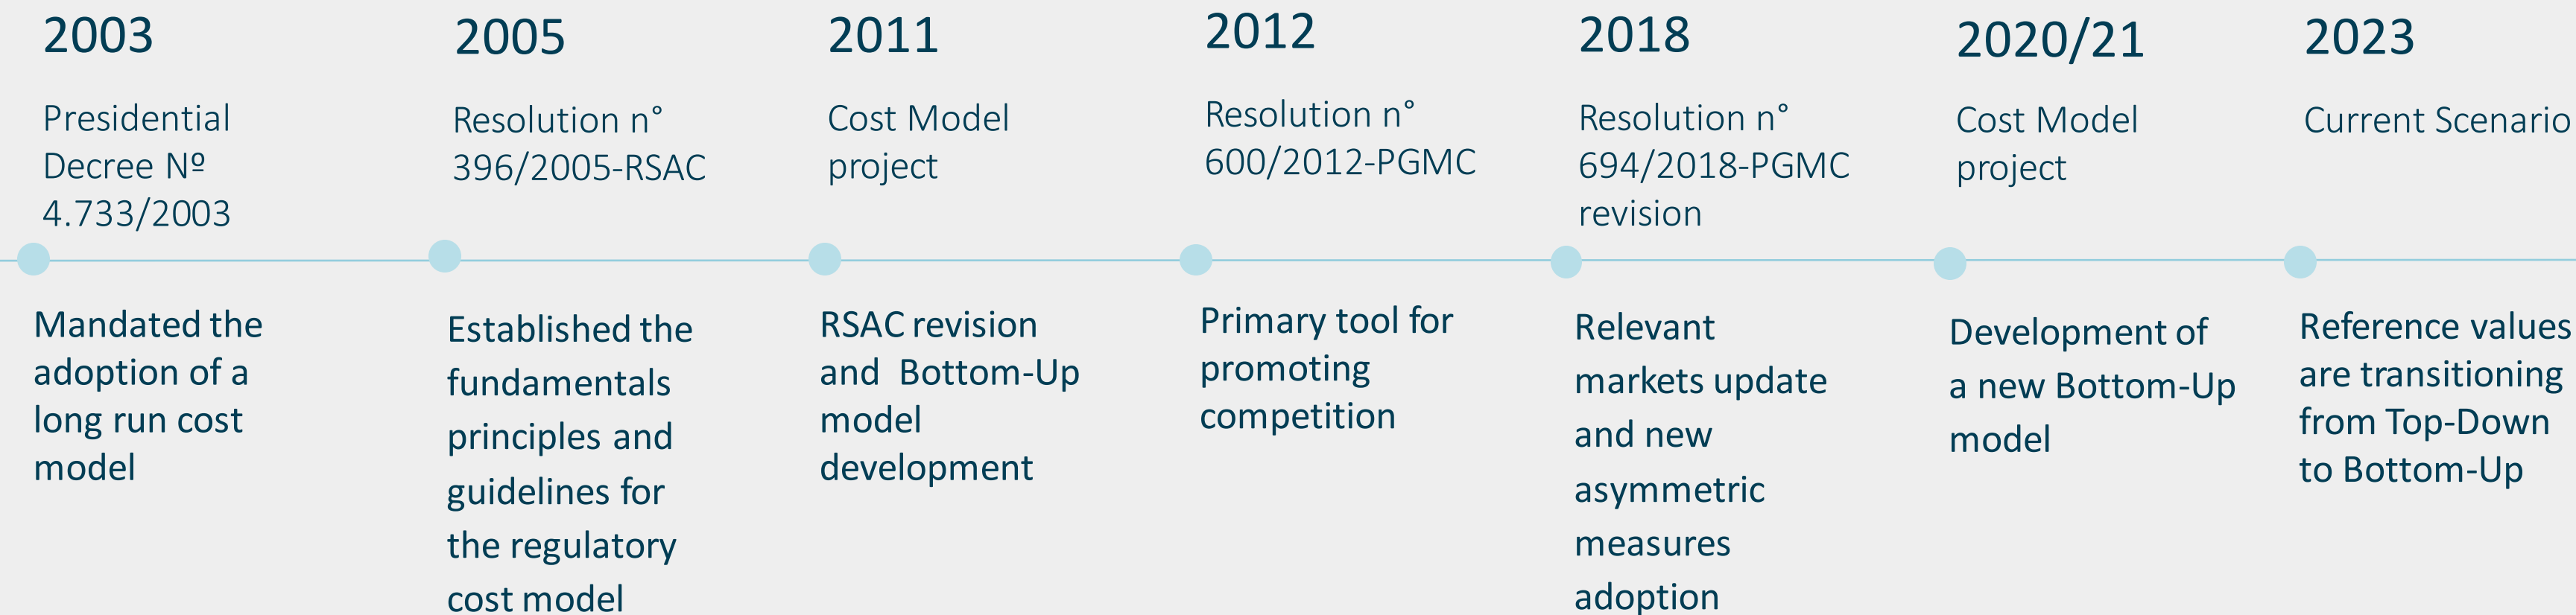 2003
Presidential
Decree Nº
4.733/2003
Mandated the
adoption of a
long run cost
model
2005
Resolution n°
396/2005-RSAC
Established the
fundamentals
principles and
guidelines for
the regulatory
cost model
2011
Cost Model
project
RSAC revision
and Bottom-Up
model
development
2012
Resolution n°
600/2012-PGMC
Primary tool for
promoting
competition
2018
Resolution n°
694/2018-PGMC
revision
Relevant
markets update
and new
asymmetric
measures
adoption
2020/21
Cost Model
project
Development of
a new Bottom-Up
model
2023
Current Scenario
Reference values
are transitioning
from Top-Down
to Bottom-Up